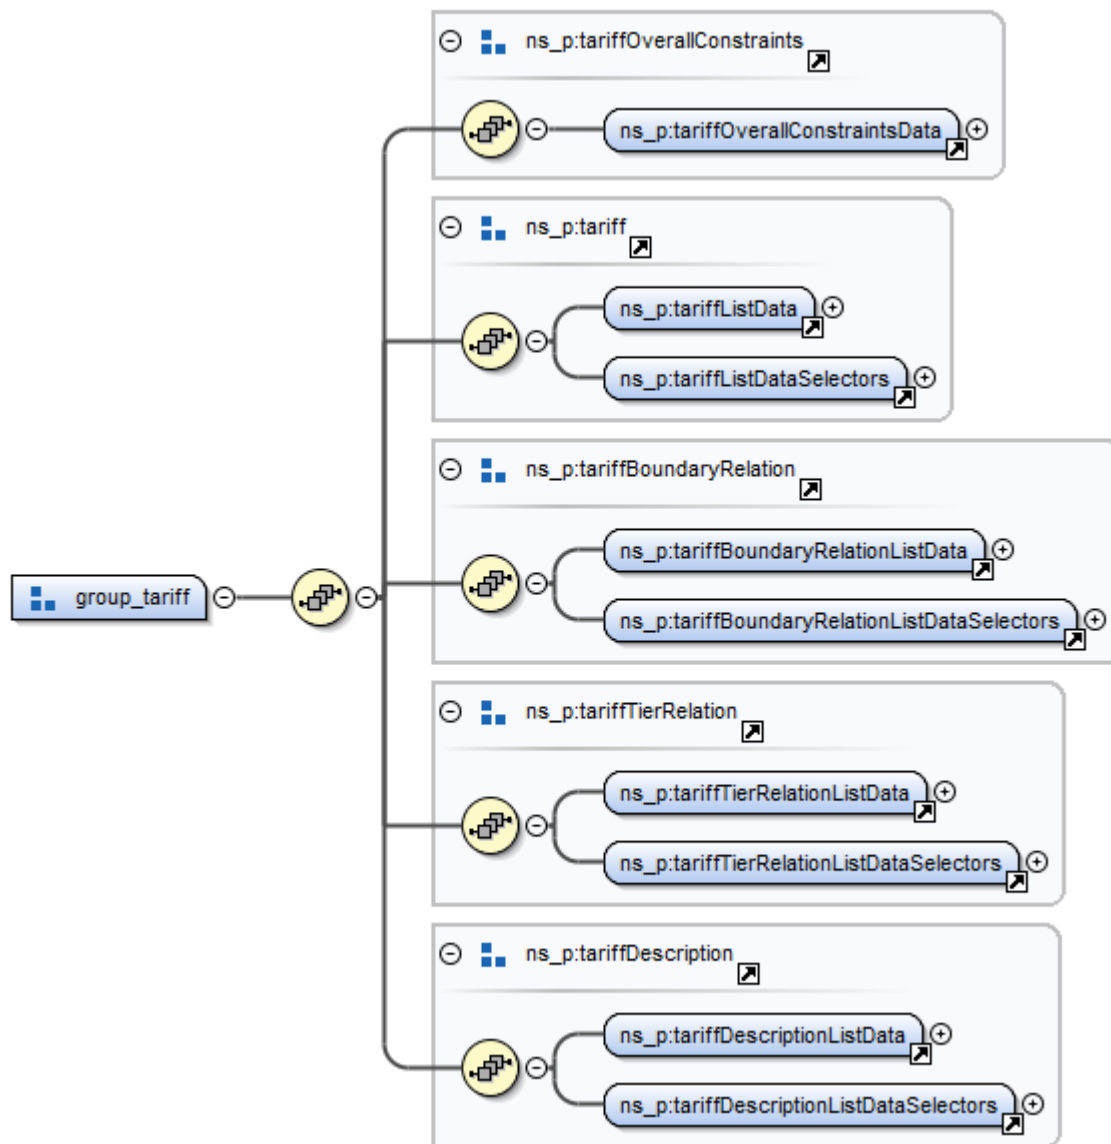 ns_p:tariffOverallConstraints
ns_p:tariffOverallConstraintsData
ns_p:tariff
ns_p:tariffListData
ns_p:tariffListDataSelectors
ns_p:tariffBoundaryRelation
ns_p:tariffBoundaryRelationListData
group_tariff
ns_p:tariffBoundaryRelationListDataSelectors
ns_p:tariffTierRelation
ns_p:tariffTierRelationListData
ns_p:tariffTierRelationListDataSelectors
ns_p:tariffDescription
ns_p:tariffDescriptionListData
ns_p:tariffDescriptionListDataSelectors